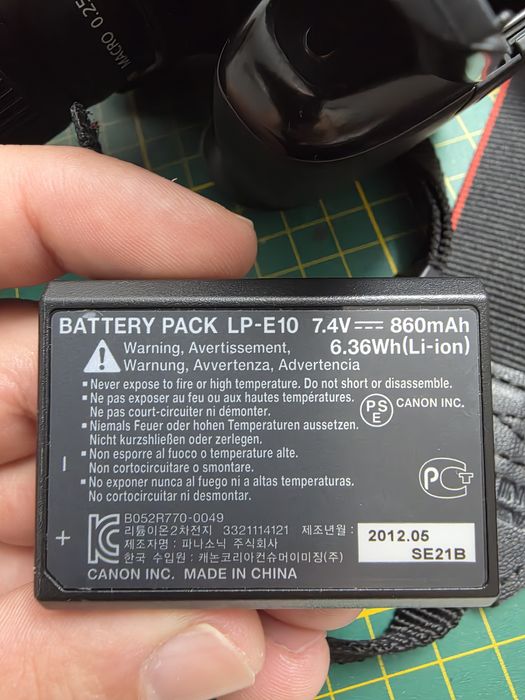 MACRO 0.25
BATTERY PACK LP-E10 7.4V⎓ 860mAh
6.36Wh(Li-ion)
Warning, Avertissement,
Warnung, Avvertenza, Advertencia
▪ Never expose to fire or high temperature. Do not short or disassemble.
▪ Ne pas exposer au feu ou aux hautes températures.
Ne pas court-circuiter ni démonter.
▪ Niemals Feuer oder hohen Temperaturen aussetzen.
Nicht kurzshließen oder zerlegen.
▪ Non esporre al fuoco o temperature alte.
Non cortocircuitare o smontare.
▪ No exponer nunca al fuego ni a altas temperaturas.
No cortocircuitar ni desmontar.
PSE CANON INC.
PCT
–
+
KC
B052R770-0049
리튬이온2차전지 3321114121 제조년월:
제조자명 : 파나소닉 주식회사
한국 수입원 : 캐논코리아컨슈머이미징(주)
2012.05
SE21B
CANON INC. MADE IN CHINA